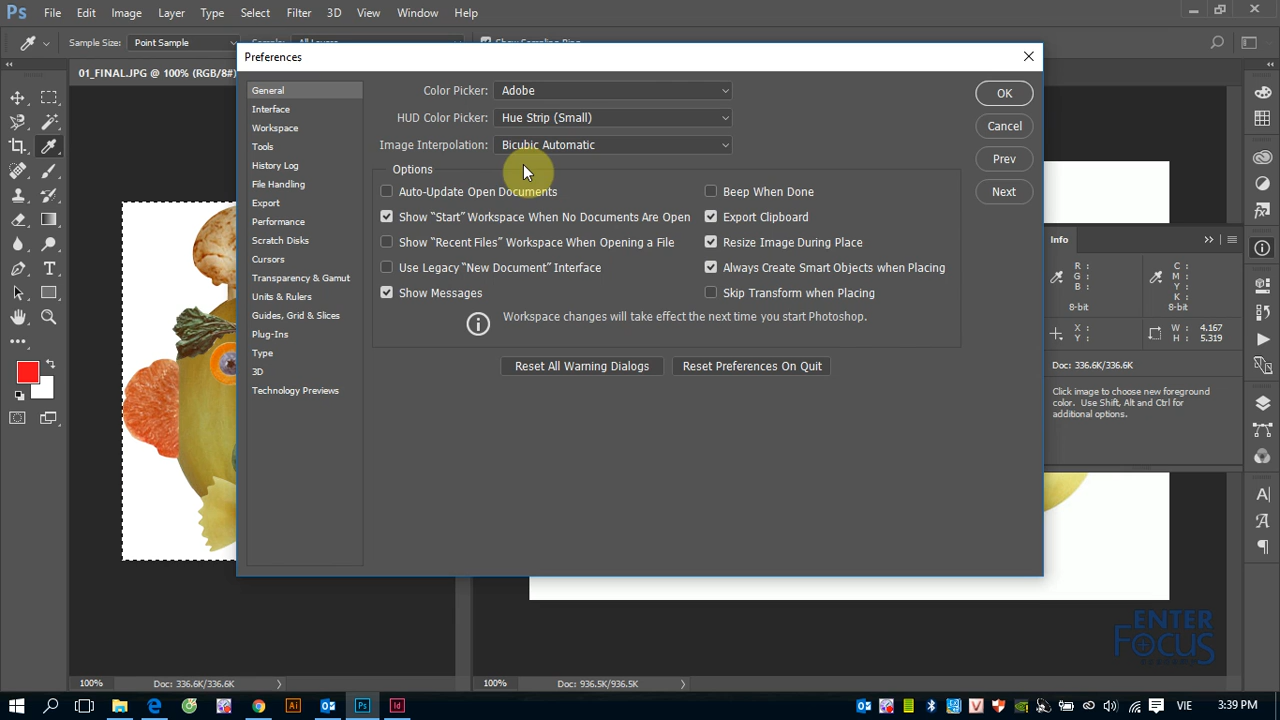 Ps File Edit Image Layer Type Select Filter 3D View Window Help
Sample Size: Point Sample All Layers Show Sampling Ring
01_FINAL.JPG @ 100% (RGB/8#)
Preferences
General
Interface
Workspace
Tools
History Log
File Handling
Export
Performance
Scratch Disks
Cursors
Transparency & Gamut
Units & Rulers
Guides, Grid & Slices
Plug-Ins
Type
3D
Technology Previews
Color Picker: Adobe
HUD Color Picker: Hue Strip (Small)
Image Interpolation: Bicubic Automatic
Options
Auto-Update Open Documents
Show “Start” Workspace When No Documents Are Open
Show “Recent Files” Workspace When Opening a File
Use Legacy “New Document” Interface
Show Messages
Beep When Done
Export Clipboard
Resize Image During Place
Always Create Smart Objects when Placing
Skip Transform when Placing
Workspace changes will take effect the next time you start Photoshop.
Reset All Warning Dialogs
Reset Preferences On Quit
OK
Cancel
Prev
Next
Info
R :
G :
B :
8-bit
C :
M :
Y :
K :
8-bit
X :
Y :
W : 4.167
H : 5.319
Doc: 336.6K/336.6K
Click image to choose new foreground
color. Use Shift, Alt and Ctrl for
additional options.
ENTER
FOCUS
100% Doc: 336.6K/336.6K
100% Doc: 936.5K/936.5K
Ai Ps Id
VIE 3:39 PM